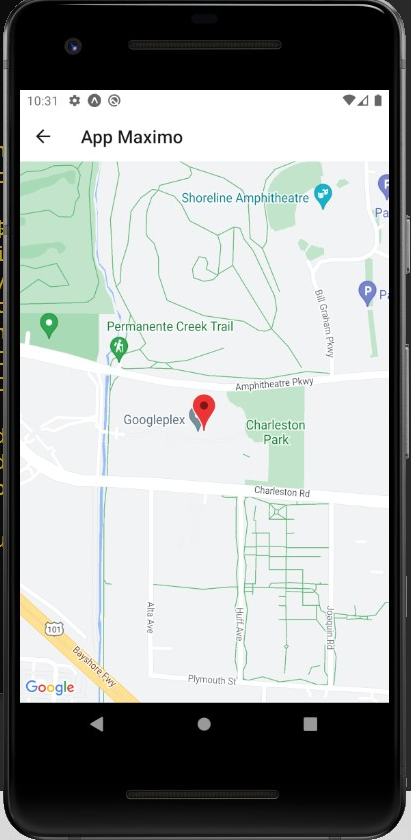 10:31
App Maximo
Shoreline Amphitheatre
P
Pa
P
Pa
Bill Graham Pkwy
Permanente Creek Trail
Amphitheatre Pkwy
Googleplex
Charleston
Park
Charleston Rd
Alta Ave
Huff Ave
Joaquin Rd
101
Bayshore Fwy
Plymouth St
Google